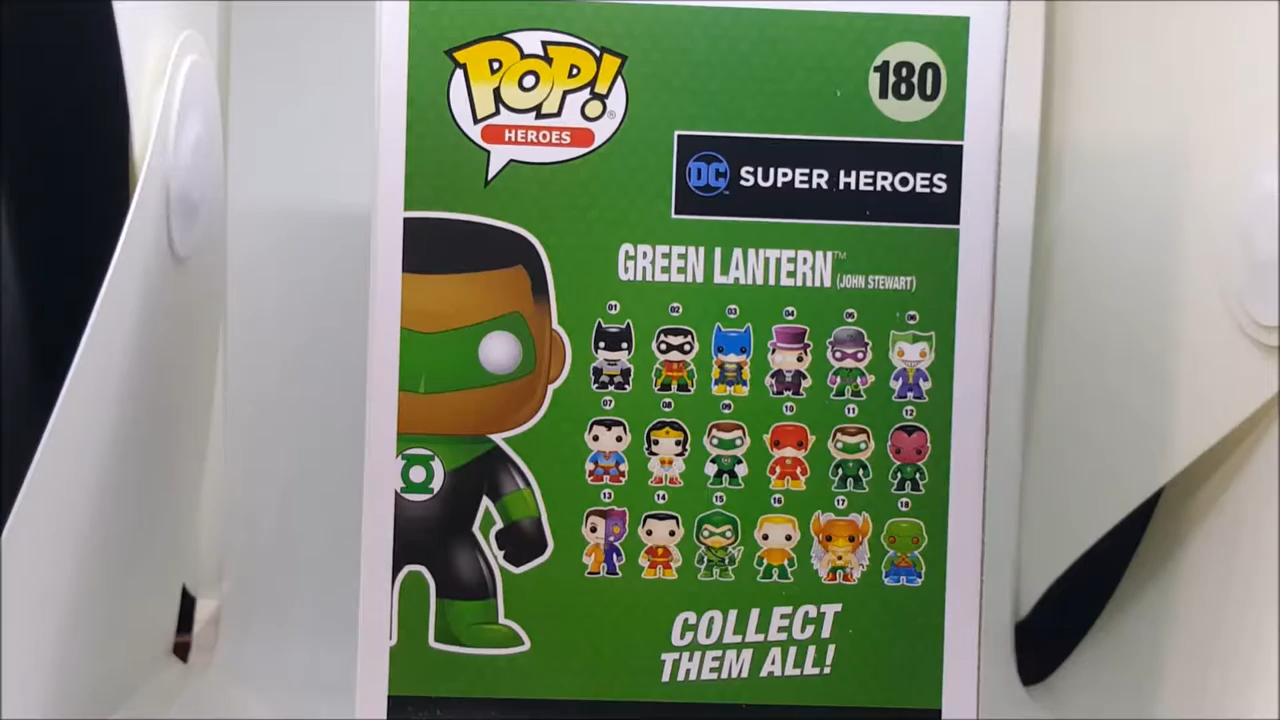 POP!®
HEROES
180
DC SUPER HEROES
GREEN LANTERN™ (JOHN STEWART)
01 02 03 04 05 06
07 08 09 10 11 12
13 14 15 16 17 18
COLLECT
THEM ALL!